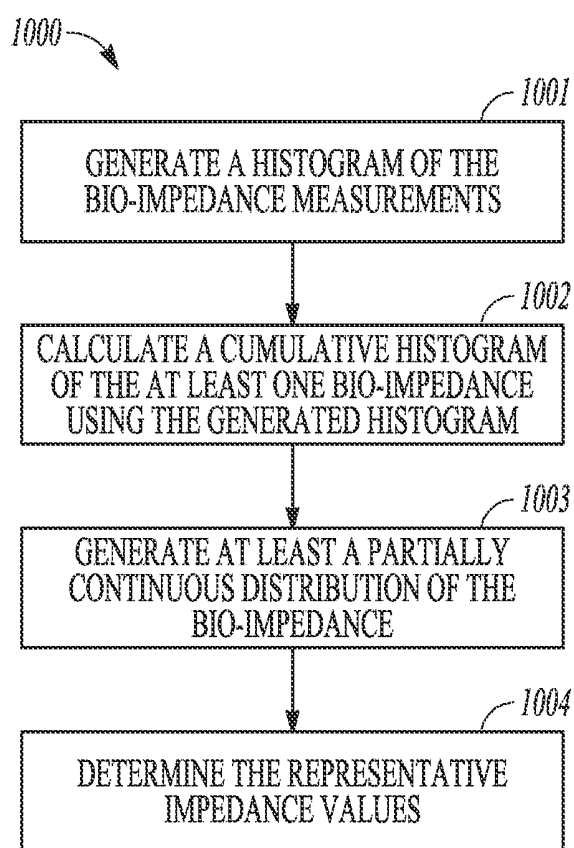 1000
1001
GENERATE A HISTOGRAM OF THE
BIO-IMPEDANCE MEASUREMENTS
1002
CALCULATE A CUMULATIVE HISTOGRAM
OF THE AT LEAST ONE BIO-IMPEDANCE
USING THE GENERATED HISTOGRAM
1003
GENERATE AT LEAST A PARTIALLY
CONTINUOUS DISTRIBUTION OF THE
BIO-IMPEDANCE
1004
DETERMINE THE REPRESENTATIVE
IMPEDANCE VALUES